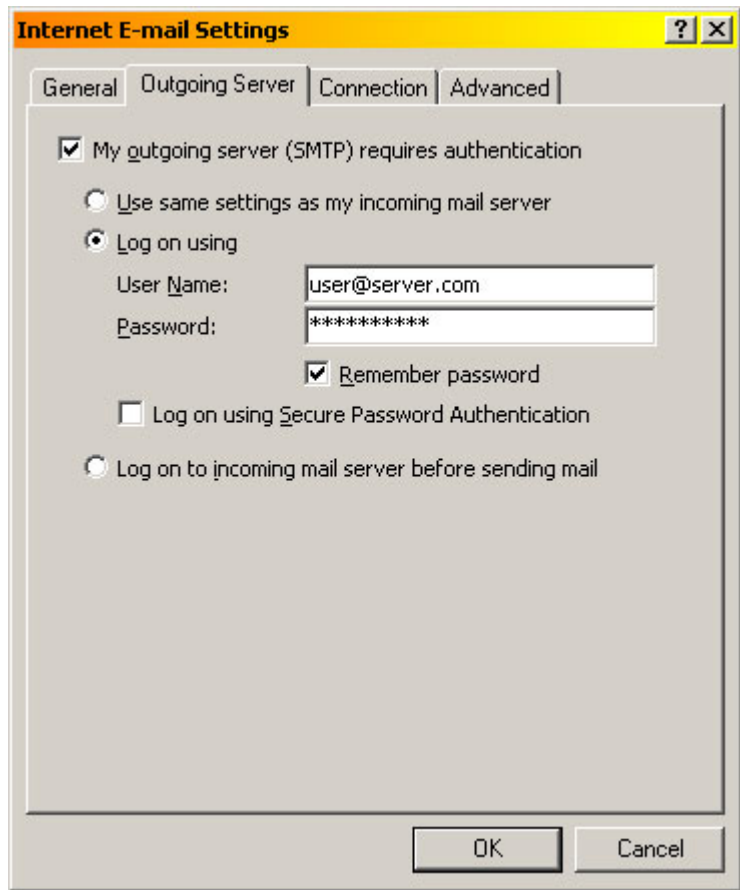 Internet E-mail Settings
General Outgoing Server Connection Advanced
My outgoing server (SMTP) requires authentication
Use same settings as my incoming mail server
Log on using
User Name: user@server.com
Password: **********
Remember password
Log on using Secure Password Authentication
Log on to incoming mail server before sending mail
OK Cancel